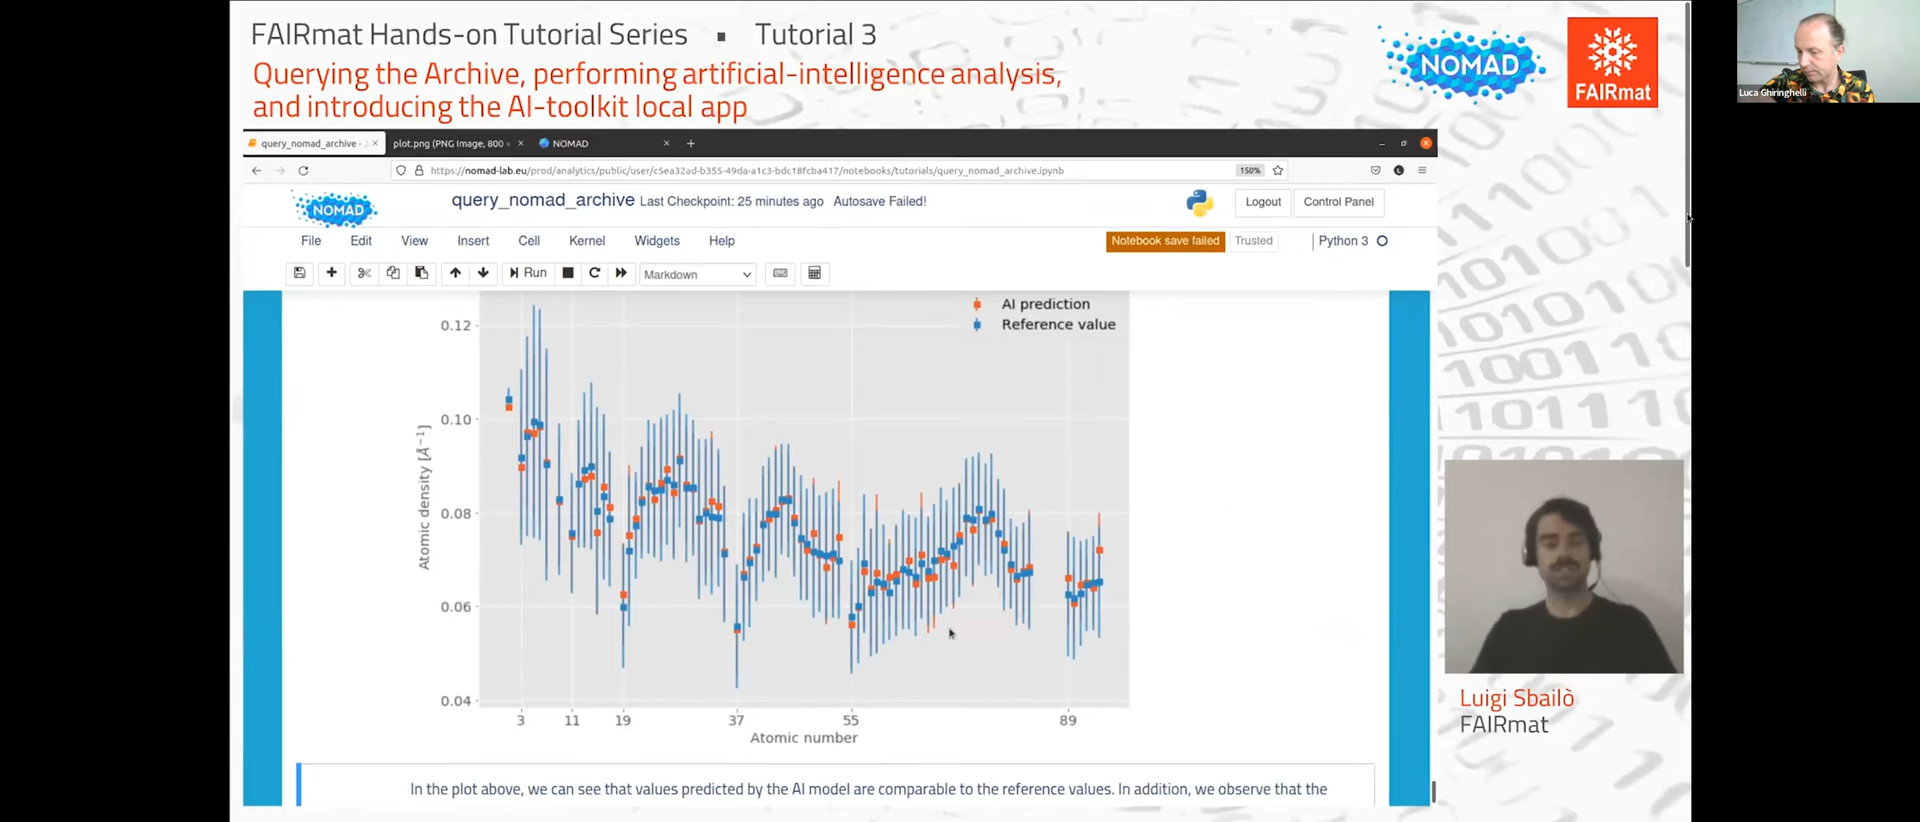 FAIRmat Hands-on Tutorial Series ▪ Tutorial 3
Querying the Archive, performing artificial-intelligence analysis,
and introducing the AI-toolkit local app
NOMAD
FAIRmat
Luca Ghiringhelli
query_nomad_archive - J
plot.png (PNG Image, 800 ×
NOMAD
https://nomad-lab.eu/prod/analytics/public/user/c5ea32ad-b355-49da-a1c3-bdc18fcba417/notebooks/tutorials/query_nomad_archive.ipynb
150%
NOMAD
query_nomad_archive Last Checkpoint: 25 minutes ago Autosave Failed!
Logout
Control Panel
File Edit View Insert Cell Kernel Widgets Help
Notebook save failed
Trusted
Python 3
Run
Markdown
AI prediction
Reference value
0.12
0.10
0.08
0.06
0.04
Atomic density [Å⁻¹]
3 11 19 37 55 89
Atomic number
In the plot above, we can see that values predicted by the AI model are comparable to the reference values. In addition, we observe that the
Luigi Sbailò
FAIRmat